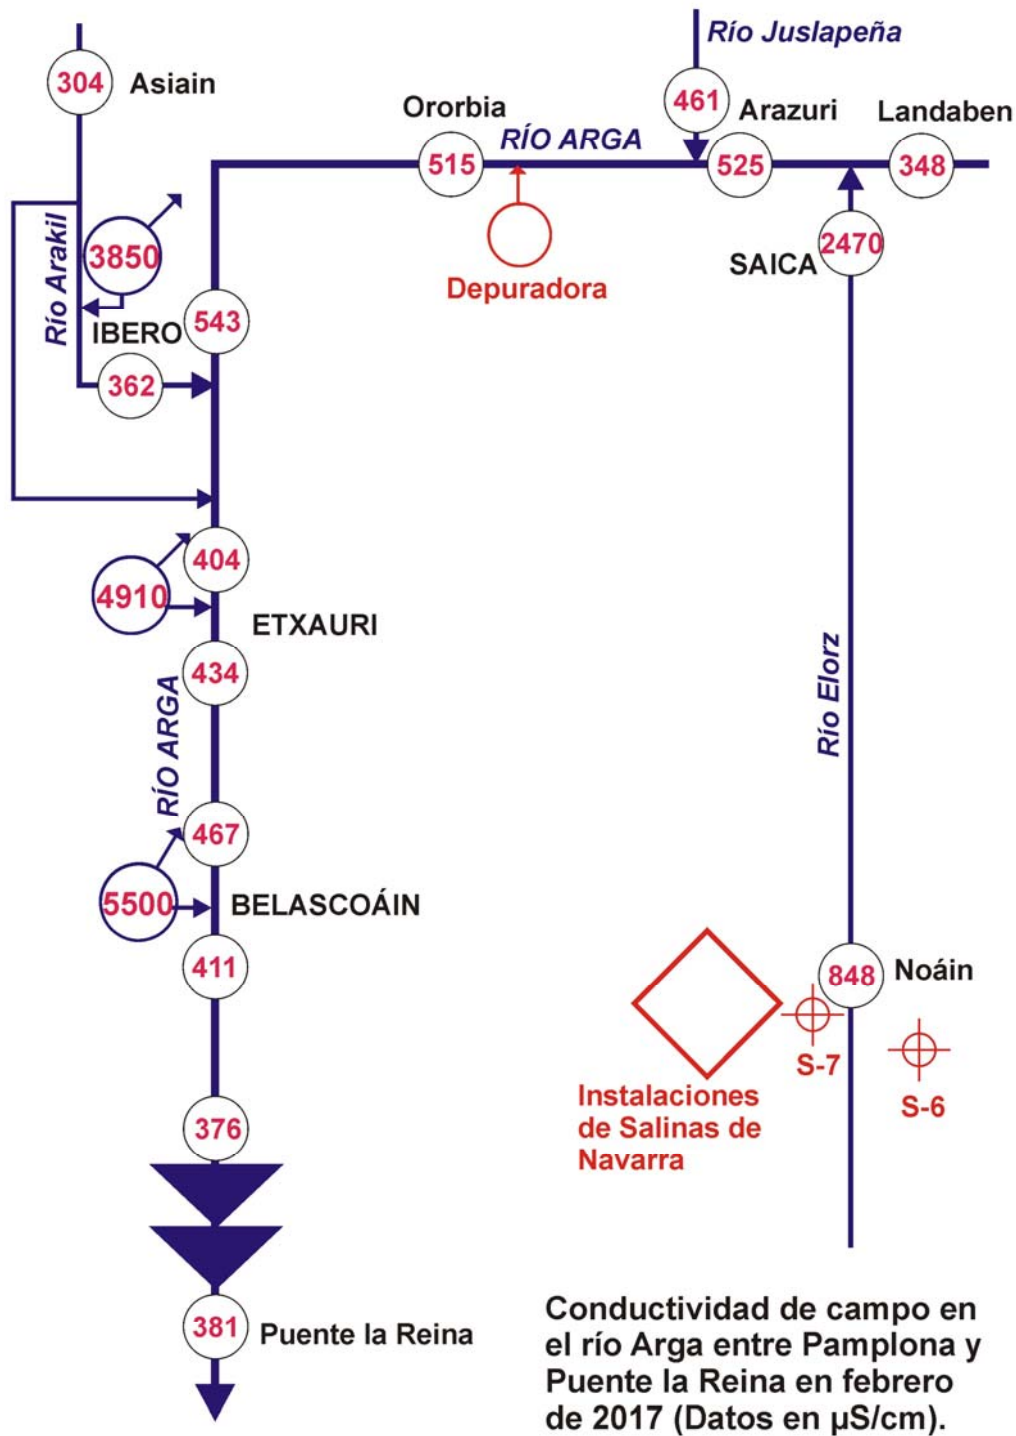 Río Juslapeña
304
Asiain
461
Ororbia
Arazuri
Landaben
RÍO ARGA
515
525
348
Río Arakil
3850
2470
SAICA
Depuradora
IBERO
543
362
404
4910
ETXAURI
434
Río Elorz
RÍO ARGA
467
5500
BELASCOÁIN
411
848
Noáin
S-7
Instalaciones
de Salinas de
Navarra
S-6
376
381
Puente la Reina
Conductividad de campo en
el río Arga entre Pamplona y
Puente la Reina en febrero
de 2017 (Datos en µS/cm).